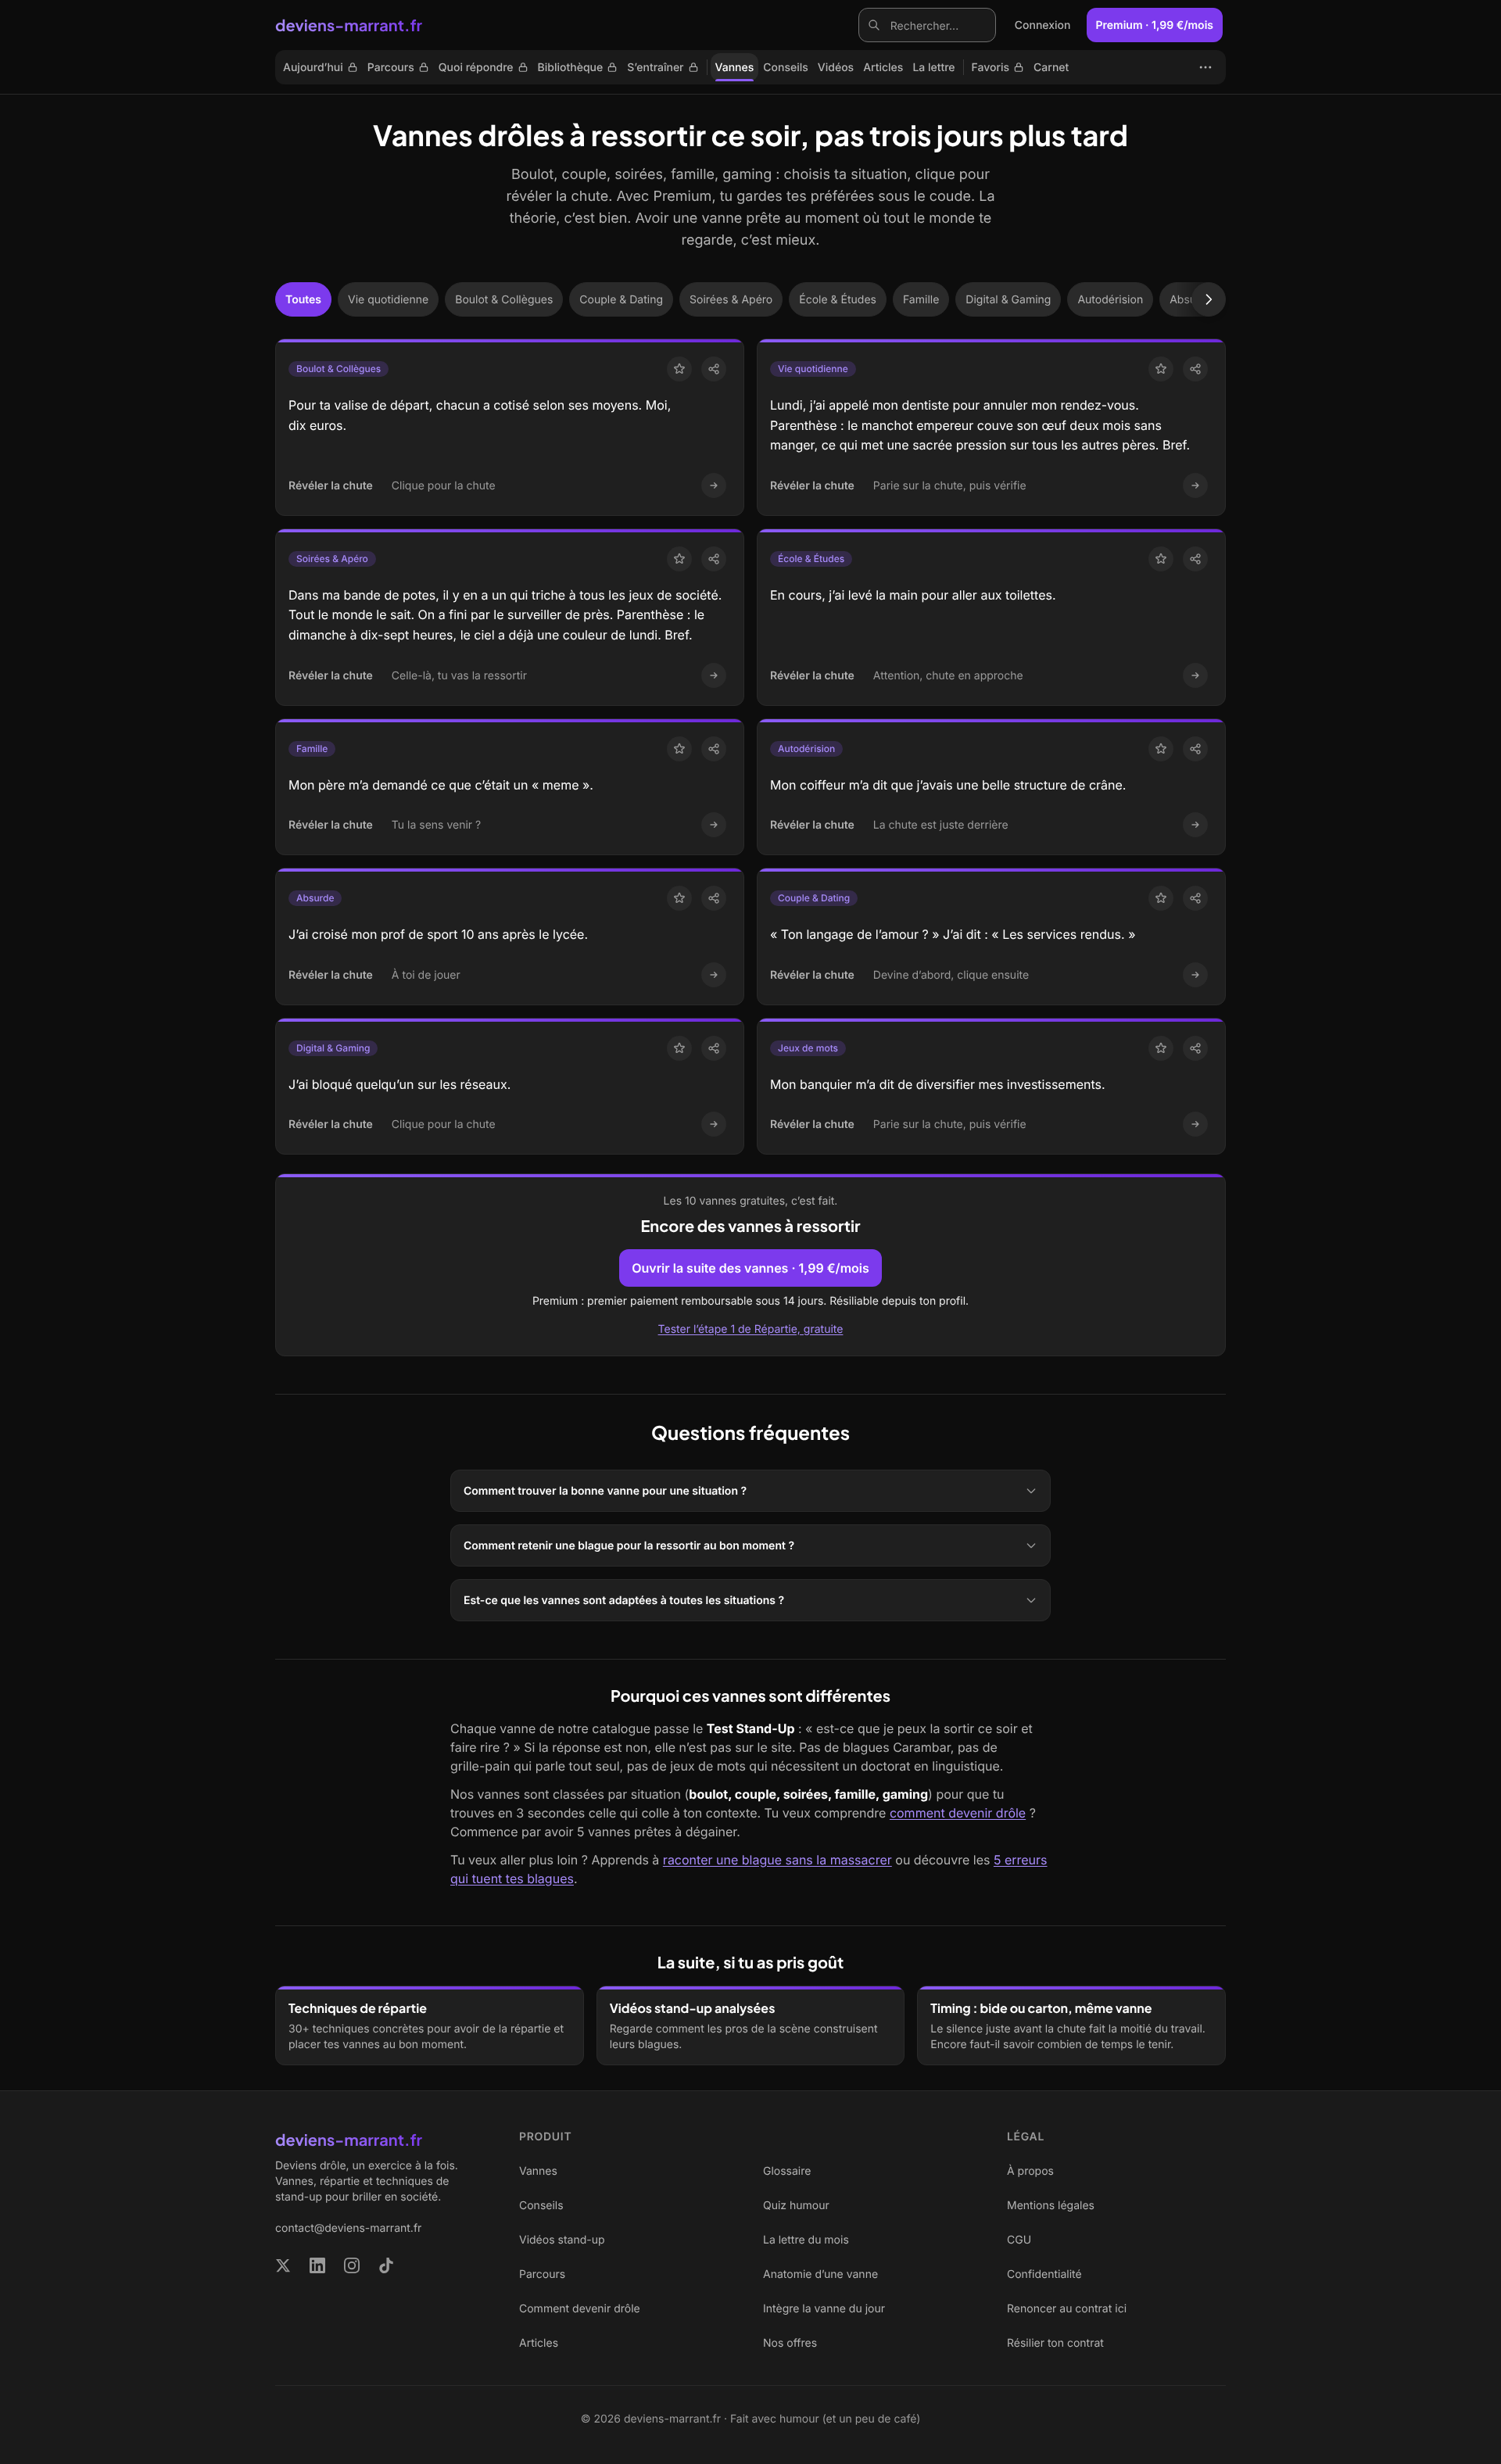 deviens-marrant.fr
Rechercher...
Connexion
Premium · 1,99 €/mois
Aujourd’hui
Parcours
Quoi répondre
Bibliothèque
S’entraîner
Vannes
Conseils
Vidéos
Articles
La lettre
Favoris
Carnet
Vannes drôles à ressortir ce soir, pas trois jours plus tard
Boulot, couple, soirées, famille, gaming : choisis ta situation, clique pour
révéler la chute. Avec Premium, tu gardes tes préférées sous le coude. La
théorie, c’est bien. Avoir une vanne prête au moment où tout le monde te
regarde, c’est mieux.
Toutes
Vie quotidienne
Boulot & Collègues
Couple & Dating
Soirées & Apéro
École & Études
Famille
Digital & Gaming
Autodérision
Boulot & Collègues
Pour ta valise de départ, chacun a cotisé selon ses moyens. Moi,
dix euros.
Révéler la chute
Clique pour la chute
Vie quotidienne
Lundi, j’ai appelé mon dentiste pour annuler mon rendez-vous.
Parenthèse : le manchot empereur couve son œuf deux mois sans
manger, ce qui met une sacrée pression sur tous les autres pères. Bref.
Révéler la chute
Parie sur la chute, puis vérifie
Soirées & Apéro
Dans ma bande de potes, il y en a un qui triche à tous les jeux de société.
Tout le monde le sait. On a fini par le surveiller de près. Parenthèse : le
dimanche à dix-sept heures, le ciel a déjà une couleur de lundi. Bref.
Révéler la chute
Celle-là, tu vas la ressortir
École & Études
En cours, j’ai levé la main pour aller aux toilettes.
Révéler la chute
Attention, chute en approche
Famille
Mon père m’a demandé ce que c’était un « meme ».
Révéler la chute
Tu la sens venir ?
Autodérision
Mon coiffeur m’a dit que j’avais une belle structure de crâne.
Révéler la chute
La chute est juste derrière
Absurde
J’ai croisé mon prof de sport 10 ans après le lycée.
Révéler la chute
À toi de jouer
Couple & Dating
« Ton langage de l’amour ? » J’ai dit : « Les services rendus. »
Révéler la chute
Devine d’abord, clique ensuite
Digital & Gaming
J’ai bloqué quelqu’un sur les réseaux.
Révéler la chute
Clique pour la chute
Jeux de mots
Mon banquier m’a dit de diversifier mes investissements.
Révéler la chute
Parie sur la chute, puis vérifie
Les 10 vannes gratuites, c’est fait.
Encore des vannes à ressortir
Ouvrir la suite des vannes · 1,99 €/mois
Premium : premier paiement remboursable sous 14 jours. Résiliable depuis ton profil.
Tester l’étape 1 de Répartie, gratuite
Questions fréquentes
Comment trouver la bonne vanne pour une situation ?
Comment retenir une blague pour la ressortir au bon moment ?
Est-ce que les vannes sont adaptées à toutes les situations ?
Pourquoi ces vannes sont différentes
Chaque vanne de notre catalogue passe le Test Stand-Up : « est-ce que je peux la sortir ce soir et
faire rire ? » Si la réponse est non, elle n’est pas sur le site. Pas de blagues Carambar, pas de
grille-pain qui parle tout seul, pas de jeux de mots qui nécessitent un doctorat en linguistique.
Nos vannes sont classées par situation (boulot, couple, soirées, famille, gaming) pour que tu
trouves en 3 secondes celle qui colle à ton contexte. Tu veux comprendre comment devenir drôle ?
Commence par avoir 5 vannes prêtes à dégainer.
Tu veux aller plus loin ? Apprends à raconter une blague sans la massacrer ou découvre les 5 erreurs
qui tuent tes blagues.
La suite, si tu as pris goût
Techniques de répartie
30+ techniques concrètes pour avoir de la répartie et
placer tes vannes au bon moment.
Vidéos stand-up analysées
Regarde comment les pros de la scène construisent
leurs blagues.
Timing : bide ou carton, même vanne
Le silence juste avant la chute fait la moitié du travail.
Encore faut-il savoir combien de temps le tenir.
deviens-marrant.fr
Deviens drôle, un exercice à la fois.
Vannes, répartie et techniques de
stand-up pour briller en société.
contact@deviens-marrant.fr
PRODUIT
Vannes
Conseils
Vidéos stand-up
Parcours
Comment devenir drôle
Articles
Glossaire
Quiz humour
La lettre du mois
Anatomie d’une vanne
Intègre la vanne du jour
Nos offres
LÉGAL
À propos
Mentions légales
CGU
Confidentialité
Renoncer au contrat ici
Résilier ton contrat
© 2026 deviens-marrant.fr · Fait avec humour (et un peu de café)